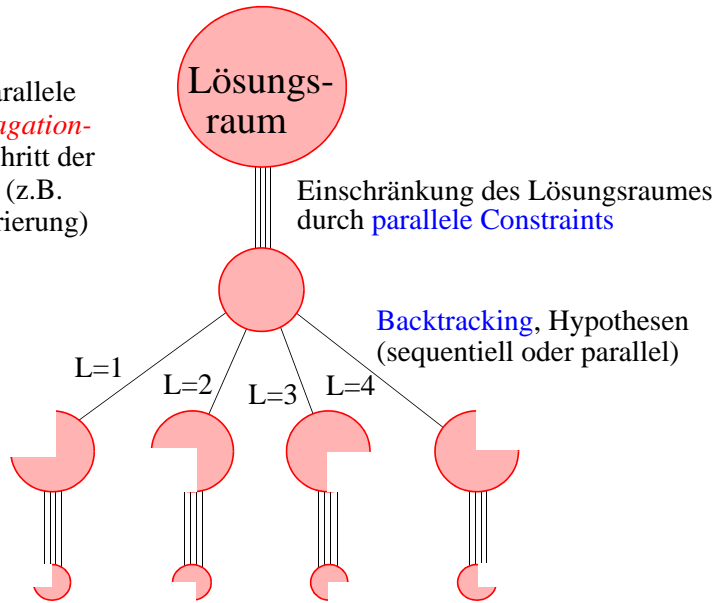 Lösungs-
raum
arallele
agation-
hritt der
(z.B.
rierung)
Einschränkung des Lösungsraumes
durch parallele Constraints
Backtracking, Hypothesen
(sequentiell oder parallel)
L=1
L=2
L=3
L=4